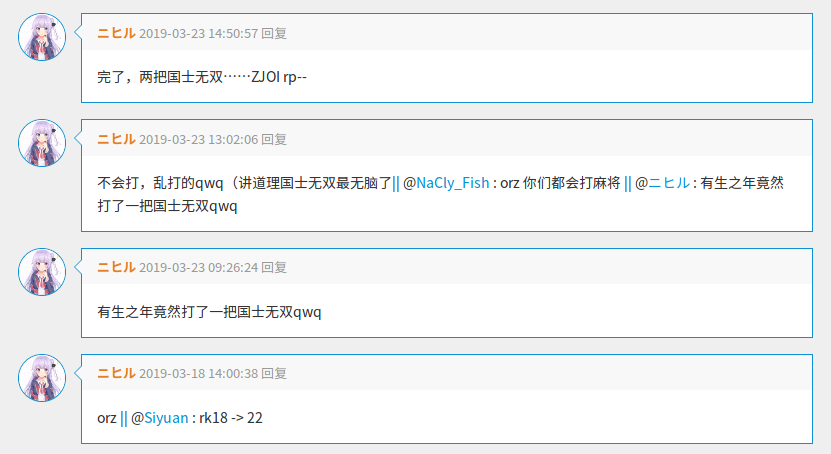 ニヒル 2019-03-23 14:50:57 回复
完了，两把国士无双……ZJOI rp--
ニヒル 2019-03-23 13:02:06 回复
不会打，乱打的qwq（讲道理国士无双最无脑了|| @NaCly_Fish : orz 你们都会打麻将 || @ニヒル : 有生之年竟然
打了一把国士无双qwq
ニヒル 2019-03-23 09:26:24 回复
有生之年竟然打了一把国士无双qwq
ニヒル 2019-03-18 14:00:38 回复
orz || @Siyuan : rk18 -> 22